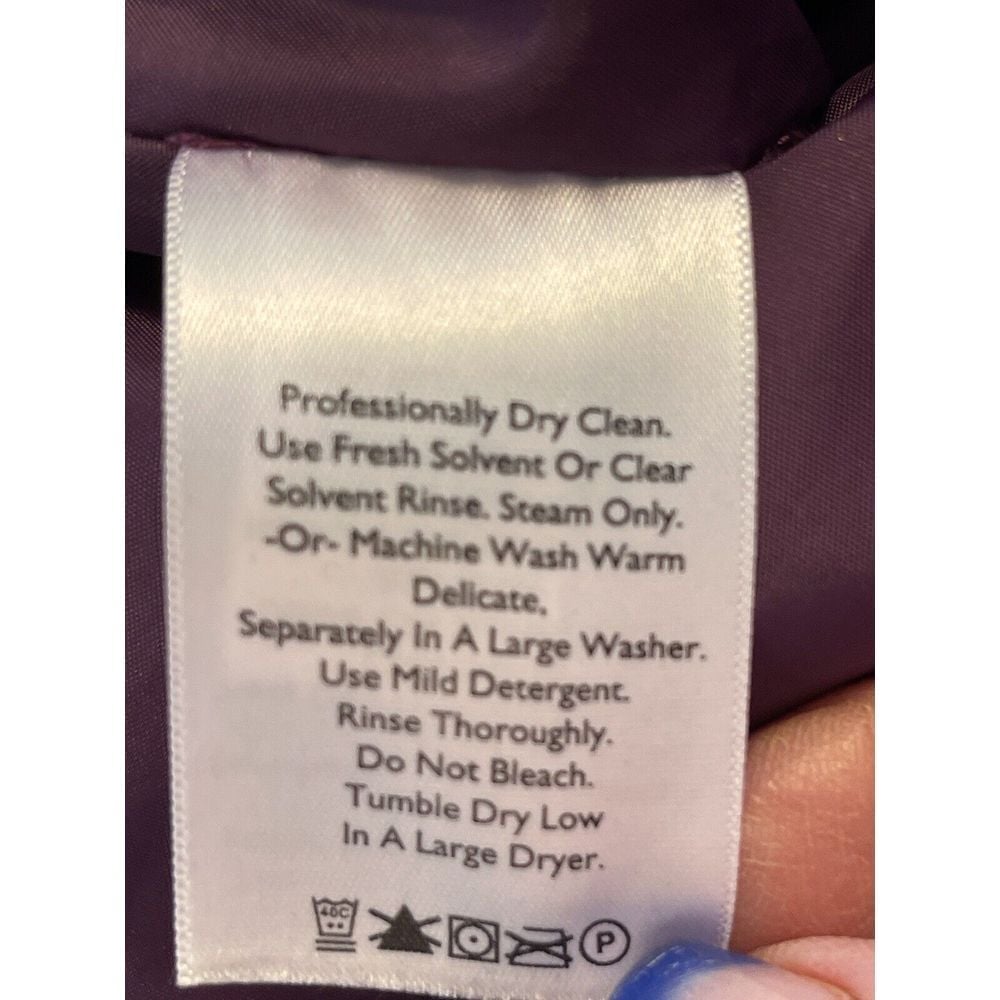 Professionally Dry Clean.
Use Fresh Solvent Or Clear
Solvent Rinse. Steam Only.
-Or- Machine Wash Warm
Delicate,
Separately In A Large Washer.
Use Mild Detergent.
Rinse Thoroughly.
Do Not Bleach.
Tumble Dry Low
In A Large Dryer.
40C P